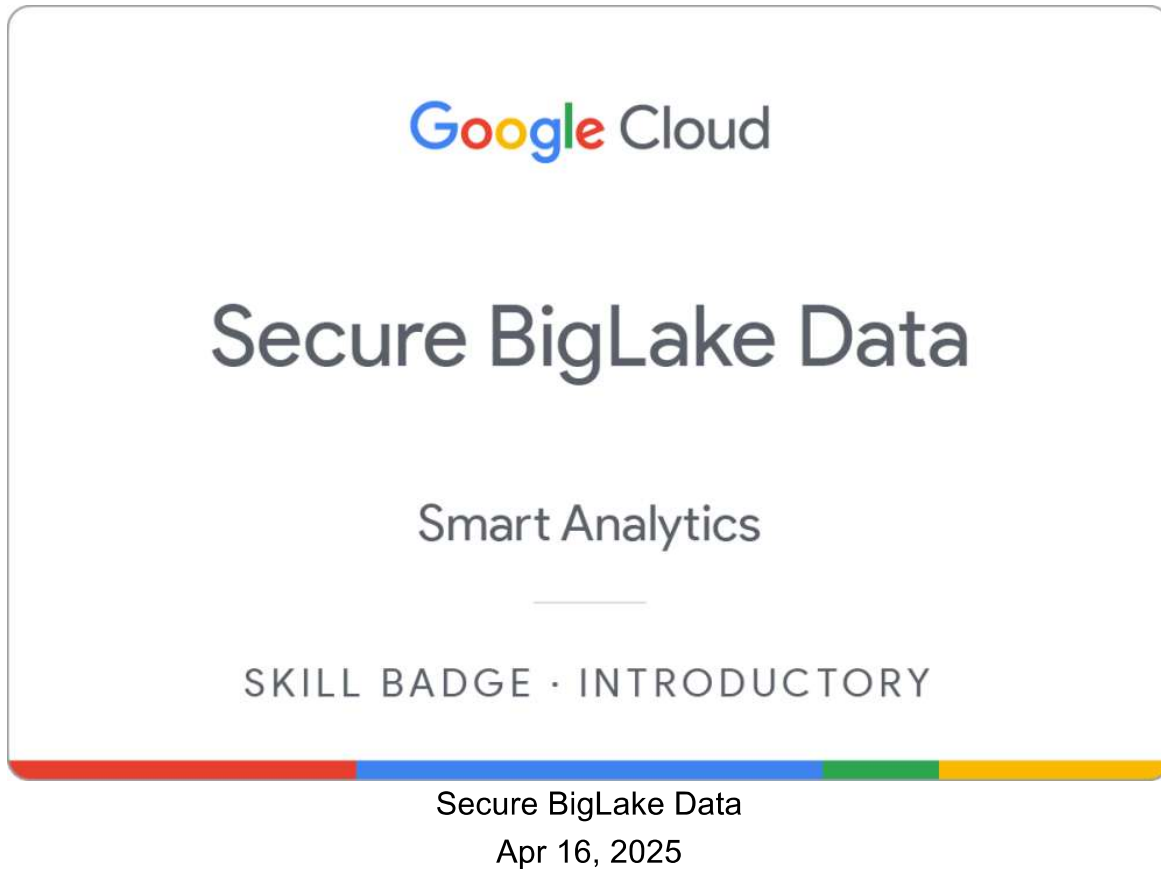 Google Cloud
Secure BigLake Data
Smart Analytics
SKILL BADGE · INTRODUCTORY
Secure BigLake Data
Apr 16, 2025